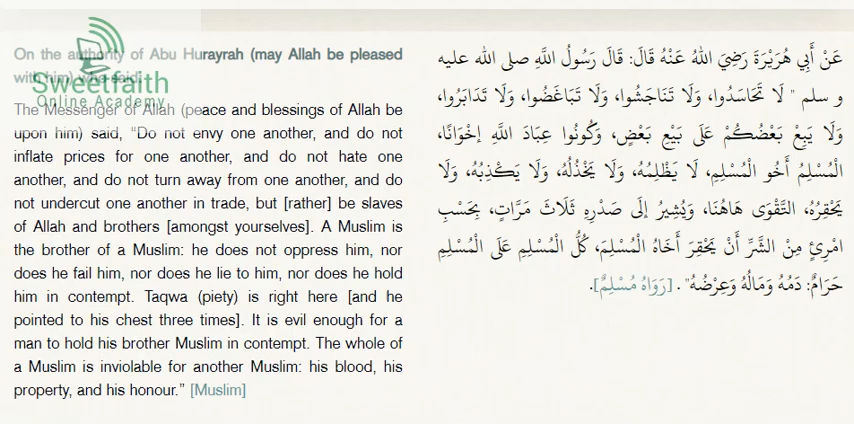 Sweetfaith
Online Academy
On the authority of Abu Hurayrah (may Allah be pleased
with him) who said:
The Messenger of Allah (peace and blessings of Allah be
upon him) said, “Do not envy one another, and do not
inflate prices for one another, and do not hate one
another, and do not turn away from one another, and do
not undercut one another in trade, but [rather] be slaves
of Allah and brothers [amongst yourselves]. A Muslim is
the brother of a Muslim: he does not oppress him, nor
does he fail him, nor does he lie to him, nor does he hold
him in contempt. Taqwa (piety) is right here [and he
pointed to his chest three times]. It is evil enough for a
man to hold his brother Muslim in contempt. The whole of
a Muslim is inviolable for another Muslim: his blood, his
property, and his honour.” [Muslim]
عَنْ أَبِي هُرَيْرَةَ رَضِيَ اللهُ عَنْهُ قَالَ: قَالَ رَسُولُ اللَّهِ صلى الله عليه
و سلم " لَا تَحَاسَدُوا، وَلَا تَنَاجَشُوا، وَلَا تَبَاغَضُوا، وَلَا تَدَابَرُوا،
وَلَا يَبِعْ بَعْضُكُمْ عَلَى بَيْعِ بَعْضٍ، وَكُونُوا عِبَادَ اللَّهِ إخْوَانًا،
الْمُسْلِمُ أَخُو الْمُسْلِمِ، لَا يَظْلِمُهُ، وَلَا يَخْذُلُهُ، وَلَا يَكْذِبُهُ، وَلَا
يَحْقِرُهُ، التَّقْوَى هَاهُنَا، وَيُشِيرُ إلَى صَدْرِهِ ثَلَاثَ مَرَّاتٍ، بِحَسْبِ
امْرِئٍ مِنْ الشَّرِّ أَنْ يَحْقِرَ أَخَاهُ الْمُسْلِمَ، كُلُّ الْمُسْلِمِ عَلَى الْمُسْلِمِ
حَرَامٌ: دَمُهُ وَمَالُهُ وَعِرْضُهُ" . [رَوَاهُ مُسْلِمٌ].